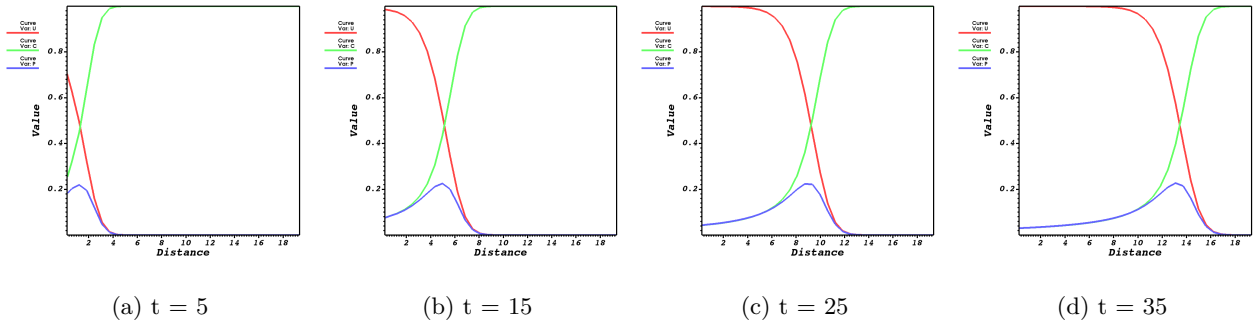 Curve
Var: U
Curve
Var: C
Curve
Var: P
0.8
0.6
0.4
0.2
Value
2 4 6 8 10 12 14 16 18
Distance
(a) t = 5
Curve
Var: U
Curve
Var: C
Curve
Var: P
0.8
0.6
0.4
0.2
Value
2 4 6 8 10 12 14 16 18
Distance
(b) t = 15
Curve
Var: U
Curve
Var: C
Curve
Var: P
0.8
0.6
0.4
0.2
Value
2 4 6 8 10 12 14 16 18
Distance
(c) t = 25
Curve
Var: U
Curve
Var: C
Curve
Var: P
0.8
0.6
0.4
0.2
Value
2 4 6 8 10 12 14 16 18
Distance
(d) t = 35